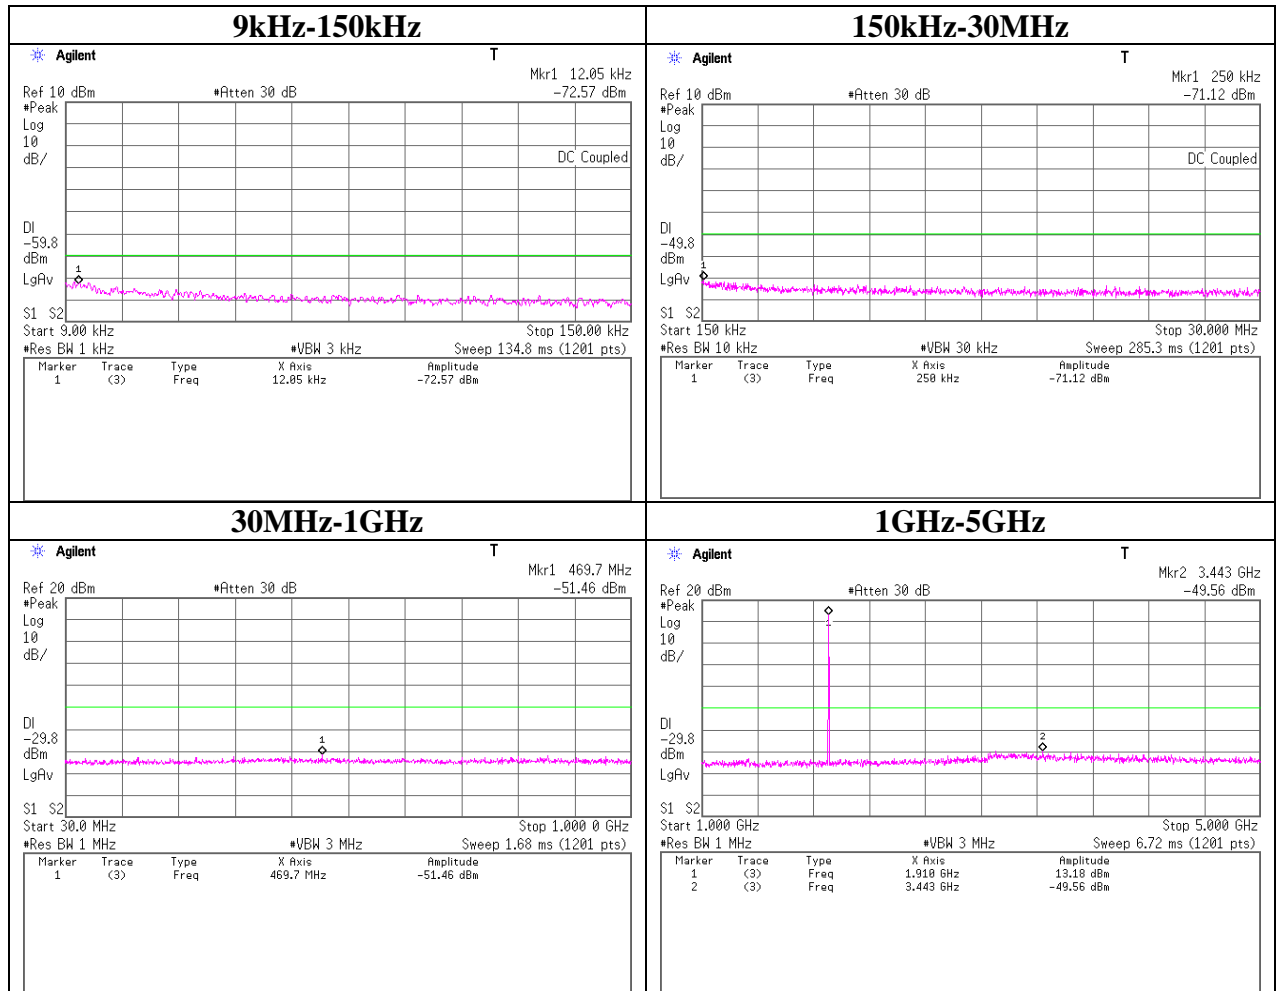 9kHz-150kHz
Agilent T
Mkr1 12.05 kHz
Ref 10 dBm #Atten 30 dB -72.57 dBm
#Peak
Log
10
dB/
DC Coupled
DI
-59.8
dBm
LgAv
1
S1 S2
Start 9.00 kHz Stop 150.00 kHz
#Res BW 1 kHz #VBW 3 kHz Sweep 134.8 ms (1201 pts)
Marker Trace Type X Axis Amplitude
1 (3) Freq 12.05 kHz -72.57 dBm
150kHz-30MHz
Agilent T
Mkr1 250 kHz
Ref 10 dBm #Atten 30 dB -71.12 dBm
#Peak
Log
10
dB/
DC Coupled
DI
-49.8
dBm
LgAv
1
S1 S2
Start 150 kHz Stop 30.000 MHz
#Res BW 10 kHz #VBW 30 kHz Sweep 285.3 ms (1201 pts)
Marker Trace Type X Axis Amplitude
1 (3) Freq 250 kHz -71.12 dBm
30MHz-1GHz
Agilent T
Mkr1 469.7 MHz
Ref 20 dBm #Atten 30 dB -51.46 dBm
#Peak
Log
10
dB/
DI
-29.8
dBm
LgAv
1
S1 S2
Start 30.0 MHz Stop 1.000 0 GHz
#Res BW 1 MHz #VBW 3 MHz Sweep 1.68 ms (1201 pts)
Marker Trace Type X Axis Amplitude
1 (3) Freq 469.7 MHz -51.46 dBm
1GHz-5GHz
Agilent T
Mkr2 3.443 GHz
Ref 20 dBm #Atten 30 dB -49.56 dBm
#Peak
Log
10
dB/
1
DI
-29.8
dBm
LgAv
2
S1 S2
Start 1.000 GHz Stop 5.000 GHz
#Res BW 1 MHz #VBW 3 MHz Sweep 6.72 ms (1201 pts)
Marker Trace Type X Axis Amplitude
1 (3) Freq 1.910 GHz 13.18 dBm
2 (3) Freq 3.443 GHz -49.56 dBm